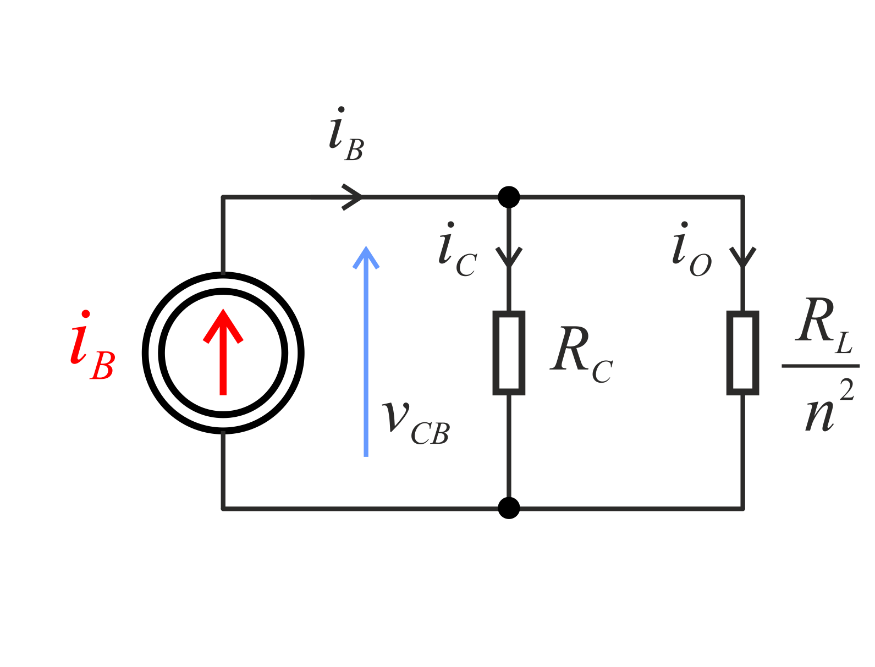 i_B
i_C
i_O
i_B
R_C
R_L
n^2
v_CB